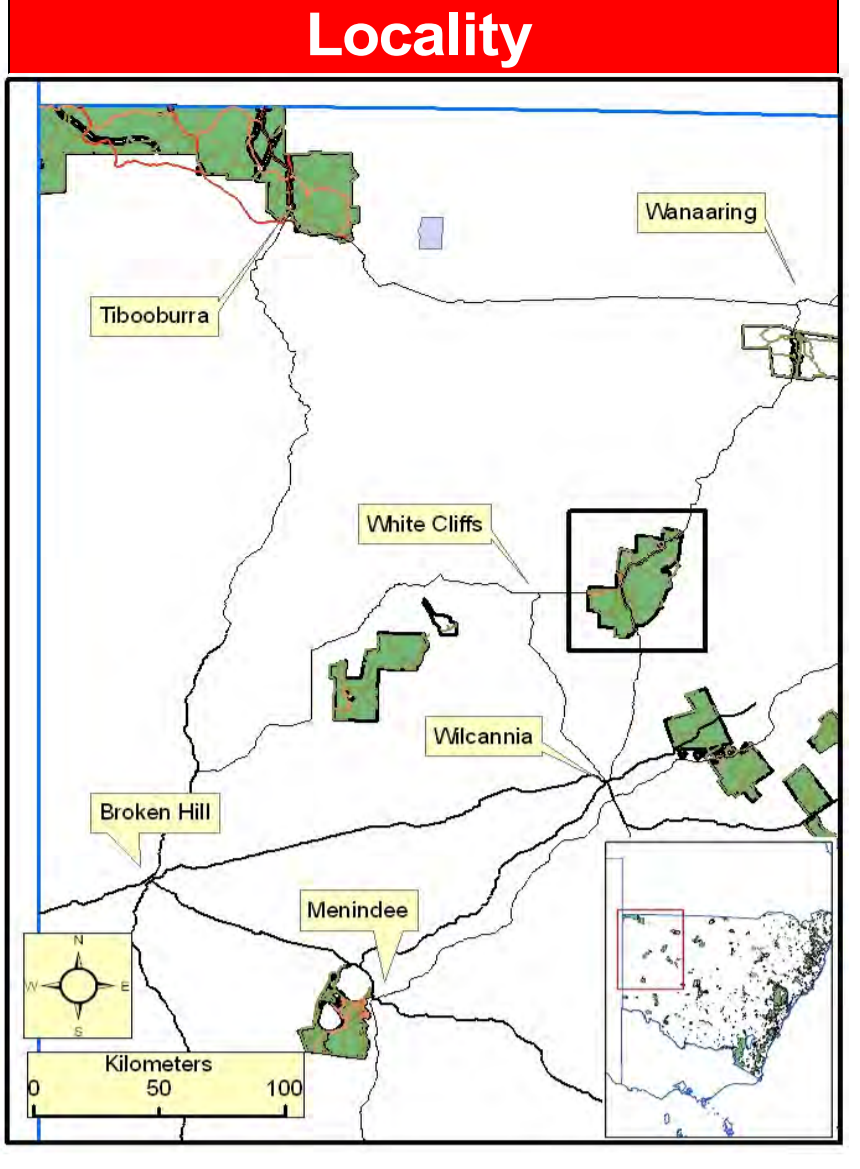 Locality
Wanaaring
Tibooburra
White Cliffs
Wilcannia
Broken Hill
Menindee
N
W E
S
Kilometers
0 50 100